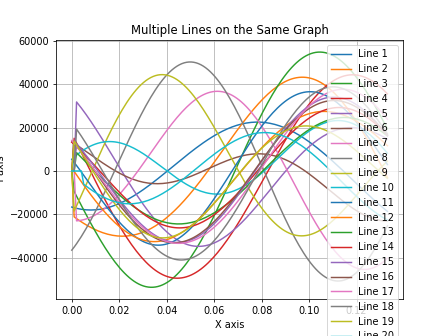 Multiple Lines on the Same Graph
60000
40000
20000
0
−20000
−40000
0.00
0.02
0.04
0.06
0.08
0.10
X axis
Line 1
Line 2
Line 3
Line 4
Line 5
Line 6
Line 7
Line 8
Line 9
Line 10
Line 11
Line 12
Line 13
Line 14
Line 15
Line 16
Line 17
Line 18
Line 19
Line 20